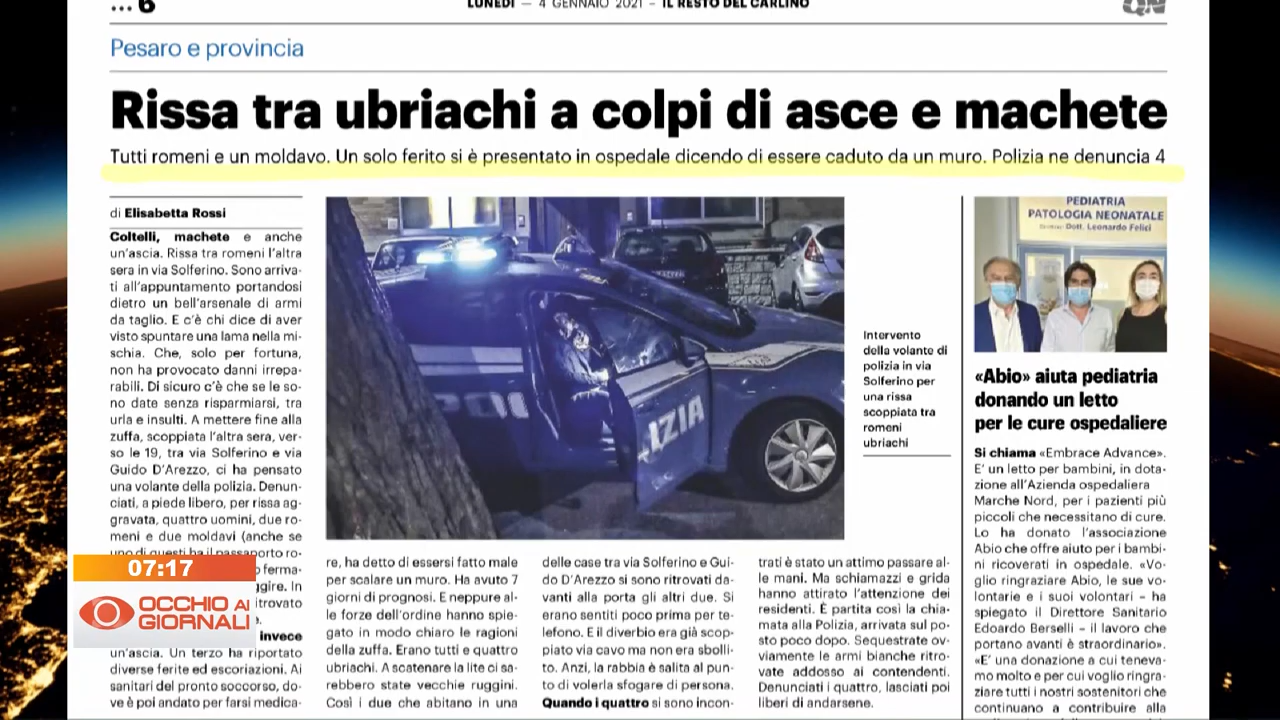 ... 6
LUNEDÌ — 4 GENNAIO 2021 – IL RESTO DEL CARLINO
QN
Pesaro e provincia
Rissa tra ubriachi a colpi di asce e machete
Tutti romeni e un moldavo. Un solo ferito si è presentato in ospedale dicendo di essere caduto da un muro. Polizia ne denuncia 4
di Elisabetta Rossi
Coltelli, machete e anche
un'ascia. Rissa tra romeni l'altra
sera in via Solferino. Sono arriva-
ti all'appuntamento portandosi
dietro un bell'arsenale di armi
da taglio. E c'è chi dice di aver
visto spuntare una lama nella mi-
schia. Che, solo per fortuna,
non ha provocato danni irrepa-
rabili. Di sicuro c'è che se le so-
no date senza risparmiarsi, tra
urla e insulti. A mettere fine alla
zuffa, scoppiata l'altra sera, ver-
so le 19, tra via Solferino e via
Guido D'Arezzo, ci ha pensato
una volante della polizia. Denun-
ciati, a piede libero, per rissa ag-
gravata, quattro uomini, due ro-
meni e due moldavi (anche se
uno di questi ha il passaporto ro-
ferma-
ggire. In
itrovato
e.
invece
un'ascia. Un terzo ha riportato
diverse ferite ed escoriazioni. Ai
sanitari del pronto soccorso, do-
ve è poi andato per farsi medica-
07:17
OCCHIO AI
GIORNALI
POLI
IZIA
re, ha detto di essersi fatto male
per scalare un muro. Ha avuto 7
giorni di prognosi. E neppure al-
le forze dell'ordine hanno spie-
gato in modo chiaro le ragioni
della zuffa. Erano tutti e quattro
ubriachi. A scatenare la lite ci sa-
rebbero state vecchie ruggini.
Così i due che abitano in una
delle case tra via Solferino e Gui-
do D'Arezzo si sono ritrovati da-
vanti alla porta gli altri due. Si
erano sentiti poco prima per te-
lefono. E il diverbio era già scop-
piato via cavo ma non era sbolli-
to. Anzi, la rabbia è salita al pun-
to di volerla sfogare di persona.
Quando i quattro si sono incon-
trati è stato un attimo passare al-
le mani. Ma schiamazzi e grida
hanno attirato l'attenzione dei
residenti. È partita così la chia-
mata alla Polizia, arrivata sul po-
sto poco dopo. Sequestrate ov-
viamente le armi bianche ritro-
vate addosso ai contendenti.
Denunciati i quattro, lasciati poi
liberi di andarsene.
Intervento
della volante di
polizia in via
Solferino per
una rissa
scoppiata tra
romeni
ubriachi
PEDIATRIA
PATOLOGIA NEONATALE
Dott. Leonardo Felici
«Abio» aiuta pediatria
donando un letto
per le cure ospedaliere
Si chiama «Embrace Advance».
E' un letto per bambini, in dota-
zione all'Azienda ospedaliera
Marche Nord, per i pazienti più
piccoli che necessitano di cure.
Lo ha donato l'associazione
Abio che offre aiuto per i bambi-
ni ricoverati in ospedale. «Vo-
glio ringraziare Abio, le sue vo-
lontarie e i suoi volontari – ha
spiegato il Direttore Sanitario
Edoardo Berselli – il lavoro che
portano avanti è straordinario».
«E' una donazione a cui teneva-
mo molto e per cui voglio ringra-
ziare tutti i nostri sostenitori che
continuano a contribuire alla